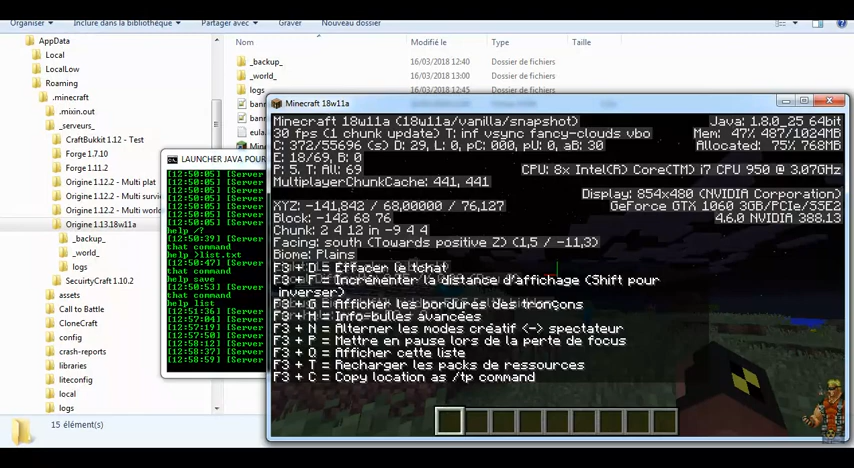 Organiser
Inclure dans la bibliothèque
Partager avec
Graver
Nouveau dossier
AppData
Local
LocalLow
Roaming
.minecraft
.mixin.out
_serveurs_
CraftBukkit 1.12 - Test
Forge 1.7.10
Forge 1.11.2
Origine 1.12.2 - Multi plat
Origine 1.12.2 - Multi survi
Origine 1.12.2 - Multi world
Origine 1.13.18w11a
_backup_
_world_
logs
SecuirtyCraft 1.10.2
assets
Call to Battle
CloneCraft
config
crash-reports
libraries
liteconfig
local
logs
15 élément(s)
Nom
Modifié le
Type
Taille
_backup_
16/03/2018 12:40
Dossier de fichiers
_world_
16/03/2018 13:00
Dossier de fichiers
logs
16/03/2018 12:45
Dossier de fichiers
LAUNCHER JAVA POUR
[12:50:05] [Server
[12:50:05] [Server
[12:50:05] [Server
[12:50:05] [Server
[12:50:05] [Server
help /?
[12:50:39] [Server
that command
help >list.txt
[12:50:47] [Server
that command
help save
[12:50:53] [Server
that command
help list
[12:51:36] [Server
[12:57:04] [Server
[12:57:19] [Server
[12:57:50] [Server
[12:58:12] [Server
[12:58:37] [Server
[12:58:59] [Server
Minecraft 18w11a
Minecraft 18w11a (18w11a/vanilla/snapshot)
30 fps (1 chunk update) T: inf vsync fancy-clouds vbo
C: 372/55696 (s) D: 29, L: 0, pC: 000, pU: 0, aB: 30
E: 18/69, B: 0
P: 5. T: All: 69
MultiplayerChunkCache: 441, 441
XYZ: -141,842 / 68,00000 / 76,127
Block: -142 68 76
Chunk: 2 4 12 in -9 4 4
Facing: south (Towards positive Z) (1,5 / -11,3)
Biome: Plains
F3 + D = Effacer le tchat
F3 + F = Incrémenter la distance d'affichage (Shift pour
inverser)
F3 + G = Afficher les bordures des tronçons
F3 + H = Info-bulles avancées
F3 + N = Alterner les modes créatif <-> spectateur
F3 + P = Mettre en pause lors de la perte de focus
F3 + Q = Afficher cette liste
F3 + T = Recharger les packs de ressources
F3 + C = Copy location as /tp command
Java: 1.8.0_25 64bit
Mem: 47% 487/1024MB
Allocated: 75% 768MB
CPU: 8x Intel(R) Core(TM) i7 CPU 950 @ 3.07GHz
Display: 854x480 (NVIDIA Corporation)
GeForce GTX 1060 3GB/PCIe/SSE2
4.6.0 NVIDIA 388.13